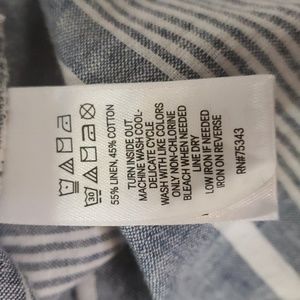 30
55% LINEN, 45% COTTON
TURN INSIDE OUT
MACHINE WASH COOL-
DELICATE CYCLE
WASH WITH LIKE COLORS
ONLY NON-CHLORINE
BLEACH WHEN NEEDED
LINE DRY
LOW IRON IF NEEDED
IRON ON REVERSE
RN#75343